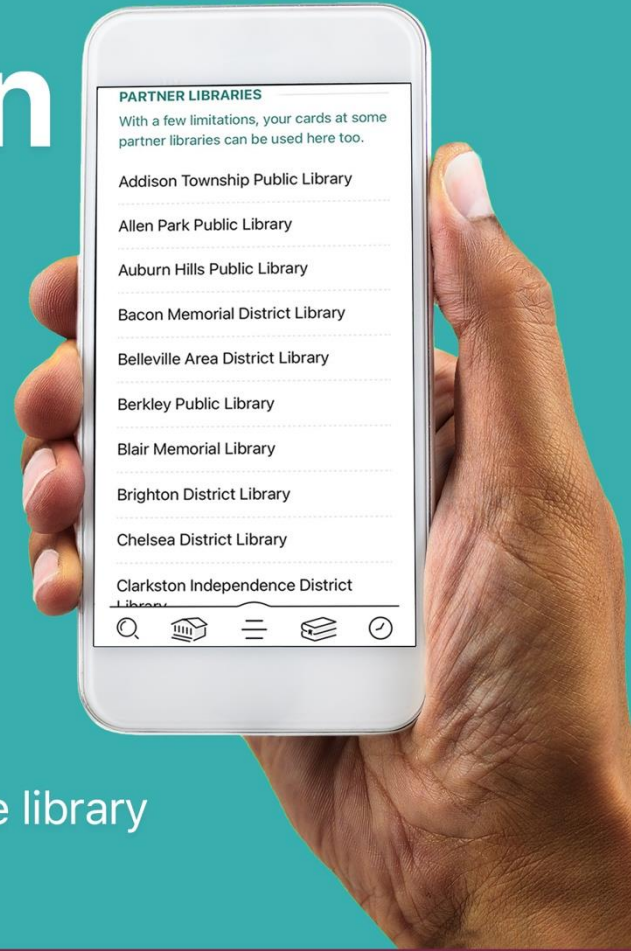 n
PARTNER LIBRARIES
With a few limitations, your cards at some
partner libraries can be used here too.
Addison Township Public Library
Allen Park Public Library
Auburn Hills Public Library
Bacon Memorial District Library
Belleville Area District Library
Berkley Public Library
Blair Memorial Library
Brighton District Library
Chelsea District Library
Clarkston Independence District
Library
e library